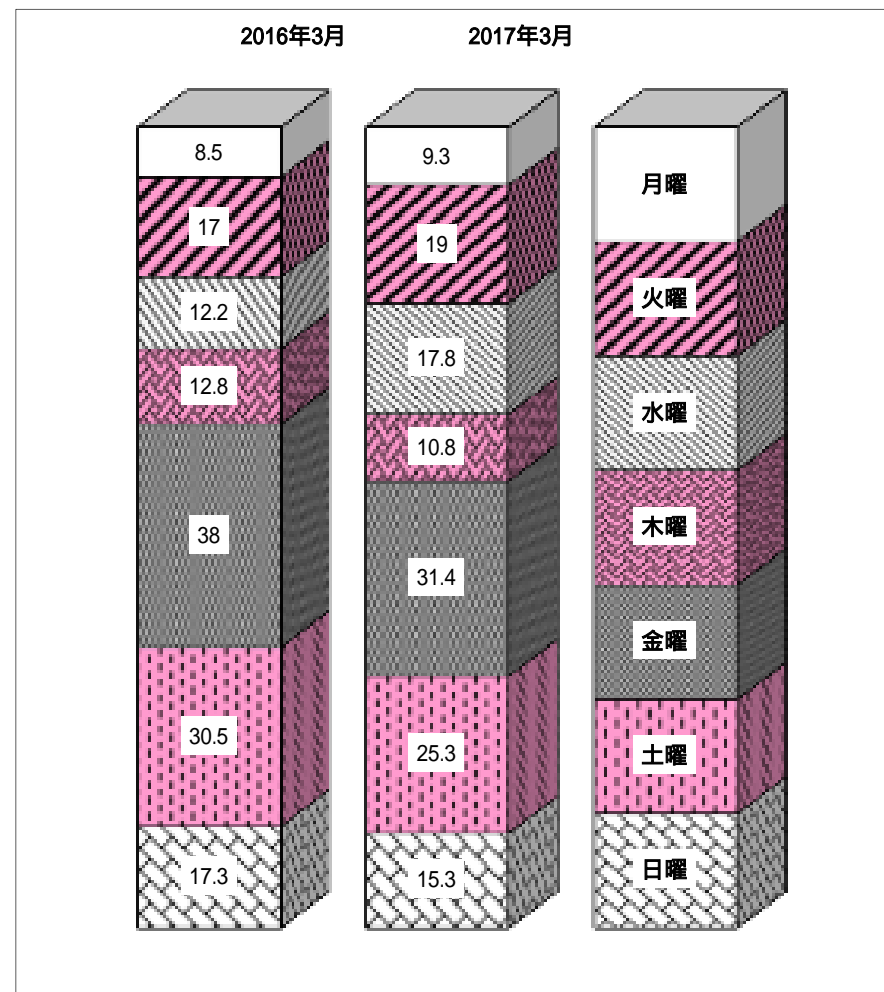 2016年3月 2017年3月
8.5 9.3 月曜
17 19 火曜
12.2 17.8 水曜
12.8 10.8 木曜
38 31.4 金曜
30.5 25.3 土曜
17.3 15.3 日曜